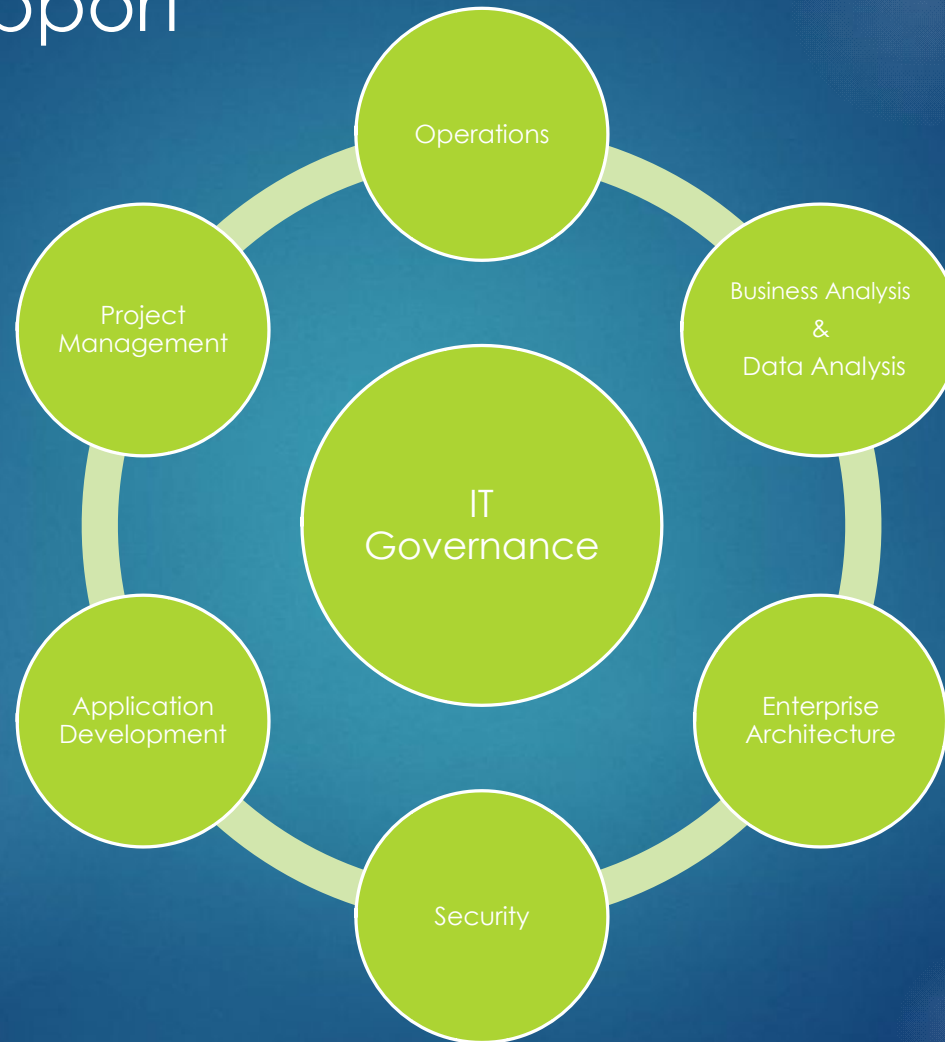 Operations
Business Analysis
&
Data Analysis
Project
Management
IT
Governance
Application
Development
Enterprise
Architecture
Security